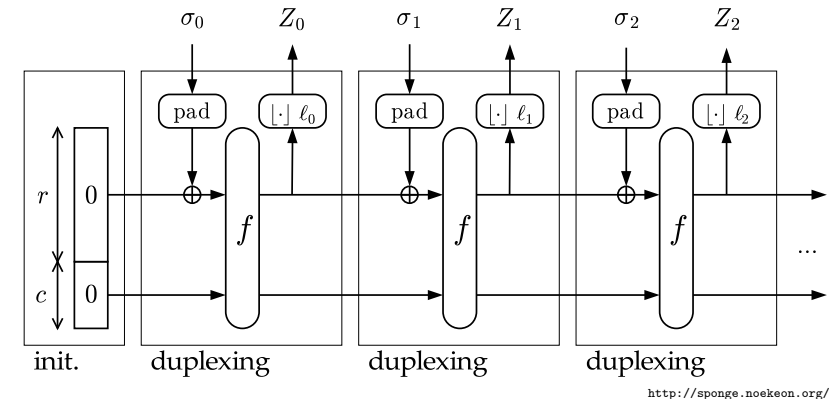 σ₀ Z₀ σ₁ Z₁ σ₂ Z₂
pad ⌊·⌋ ℓ₀ pad ⌊·⌋ ℓ₁ pad ⌊·⌋ ℓ₂
r 0
f f f
...
c 0
init. duplexing duplexing duplexing
http://sponge.noekeon.org/